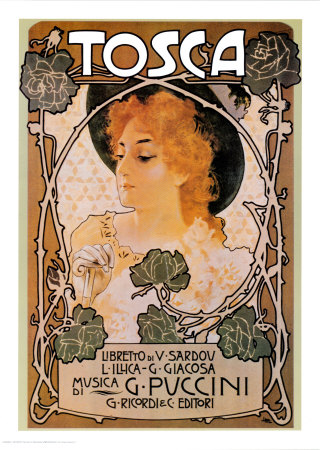 TOSCA
LIBRETTO DI V. SARDOU
L. ILLICA - G. GIACOSA
MUSICA
DI G. PUCCINI
G. RICORDI & C. EDITORI